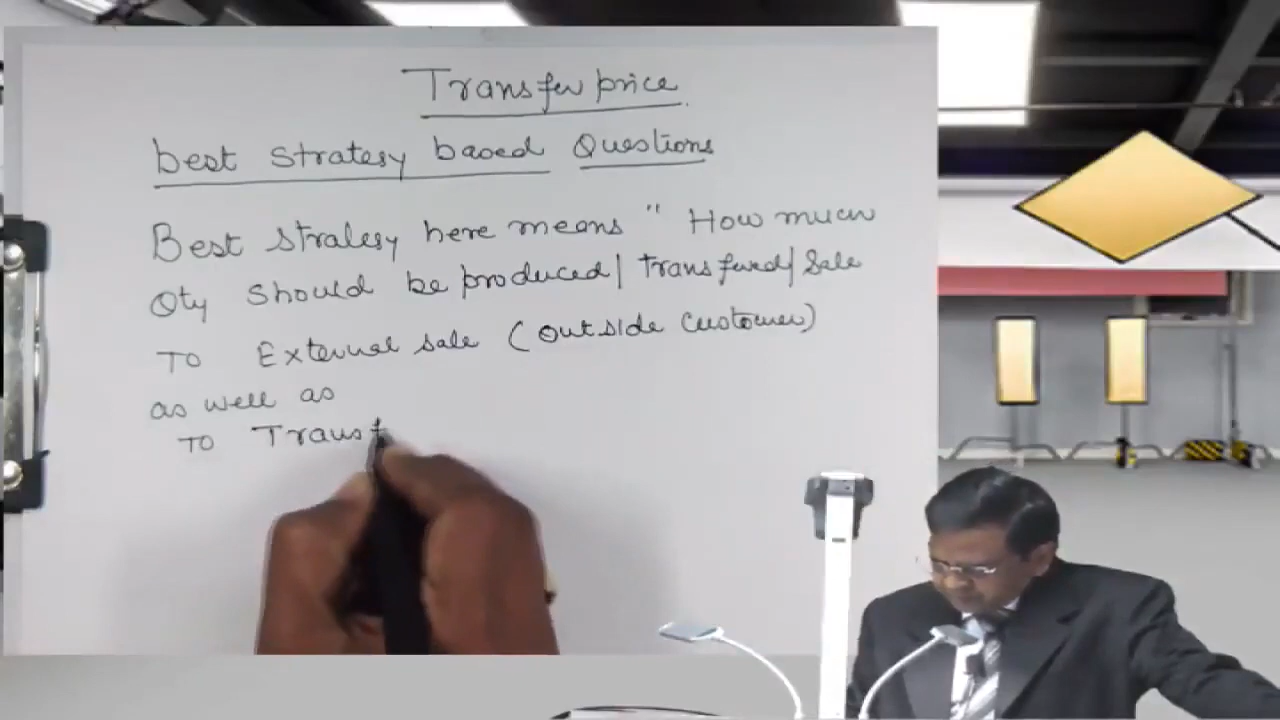 Transfer price
best strategy based Questions
Best strategy here means " How much
Qty should be produced/ transfered/ Sale
TO External sale (outside customer)
as well as
TO Transf